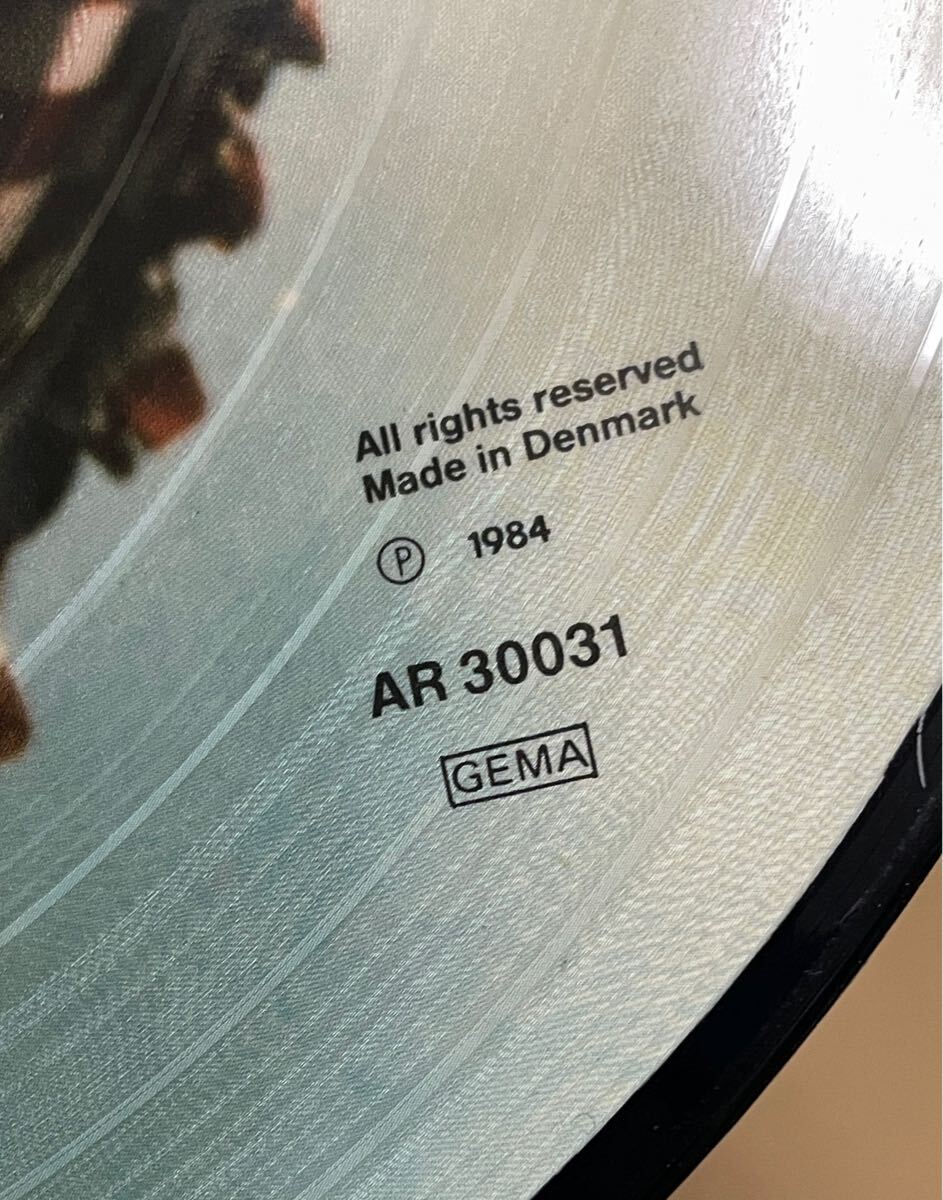 All rights reserved
Made in Denmark
Ⓟ 1984
AR 30031
GEMA